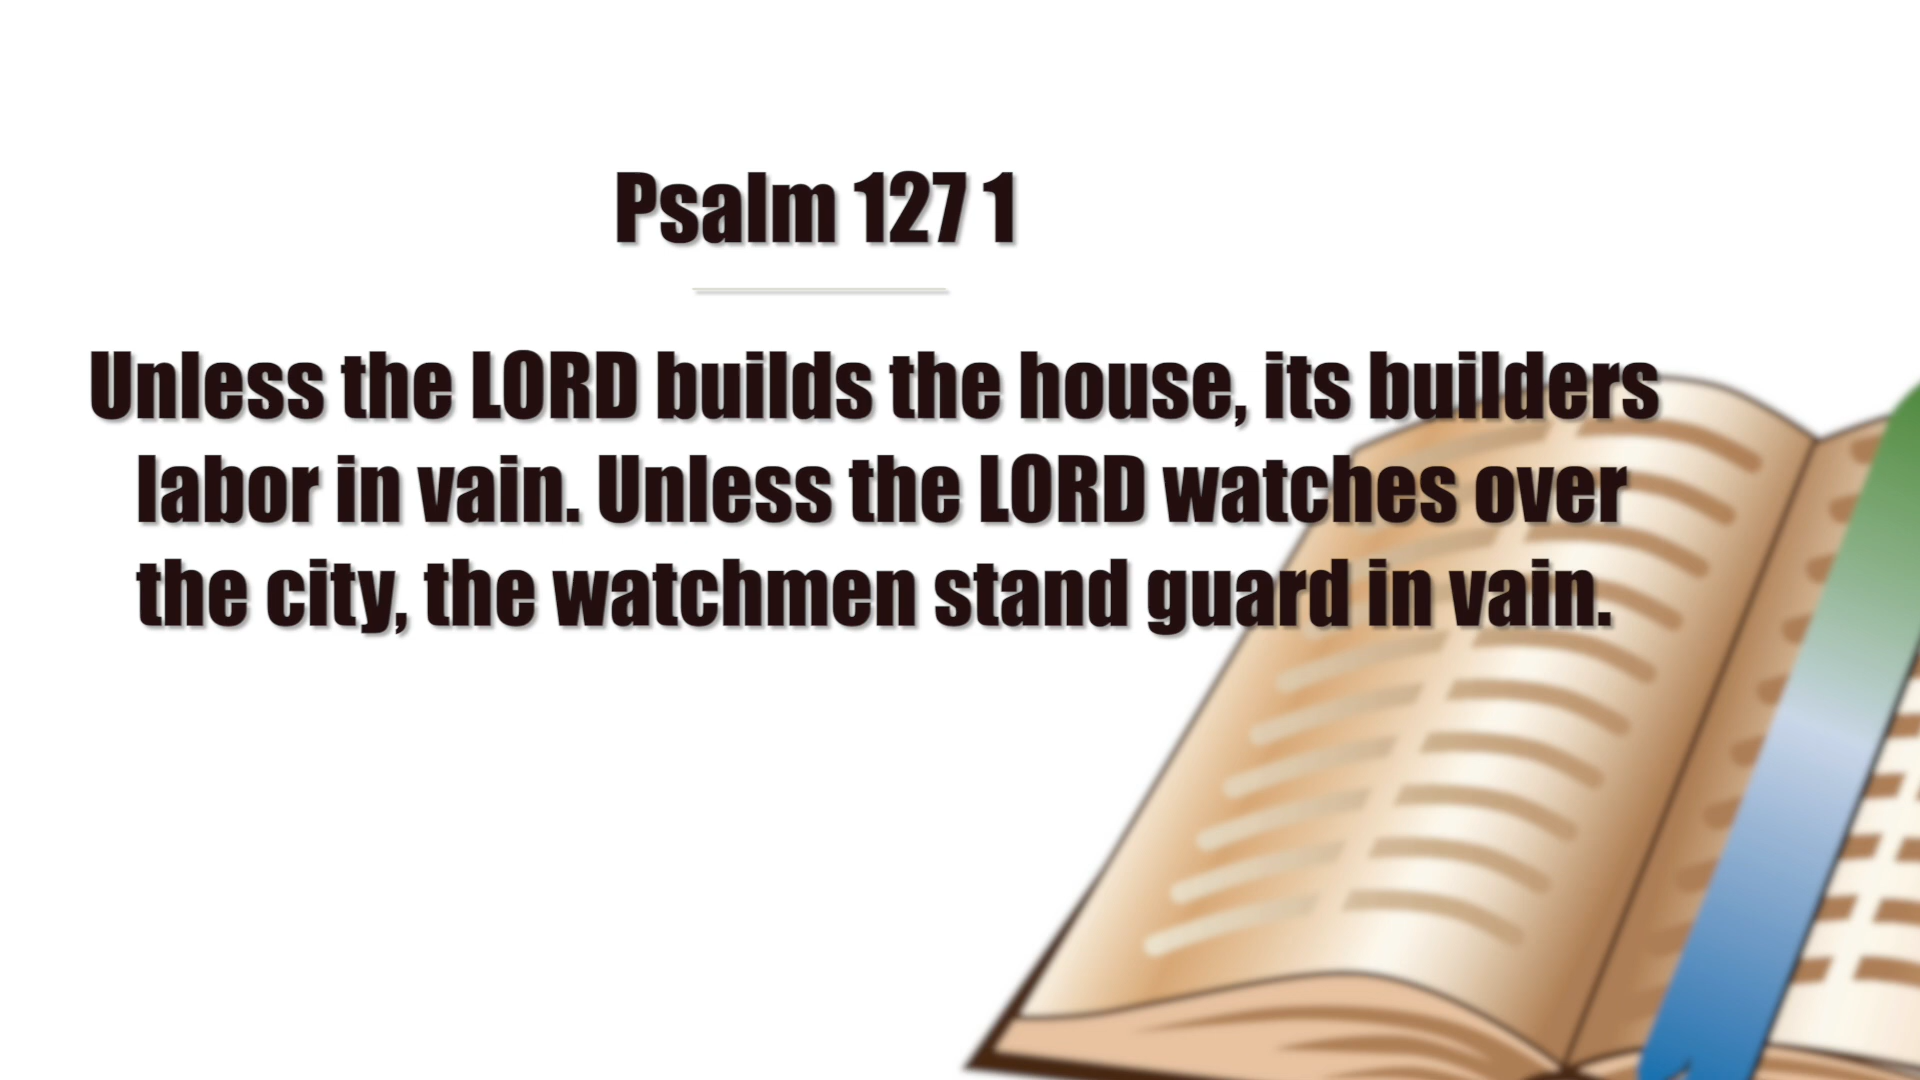 Psalm 127 1
Unless the LORD builds the house, its builders
labor in vain. Unless the LORD watches over
the city, the watchmen stand guard in vain.